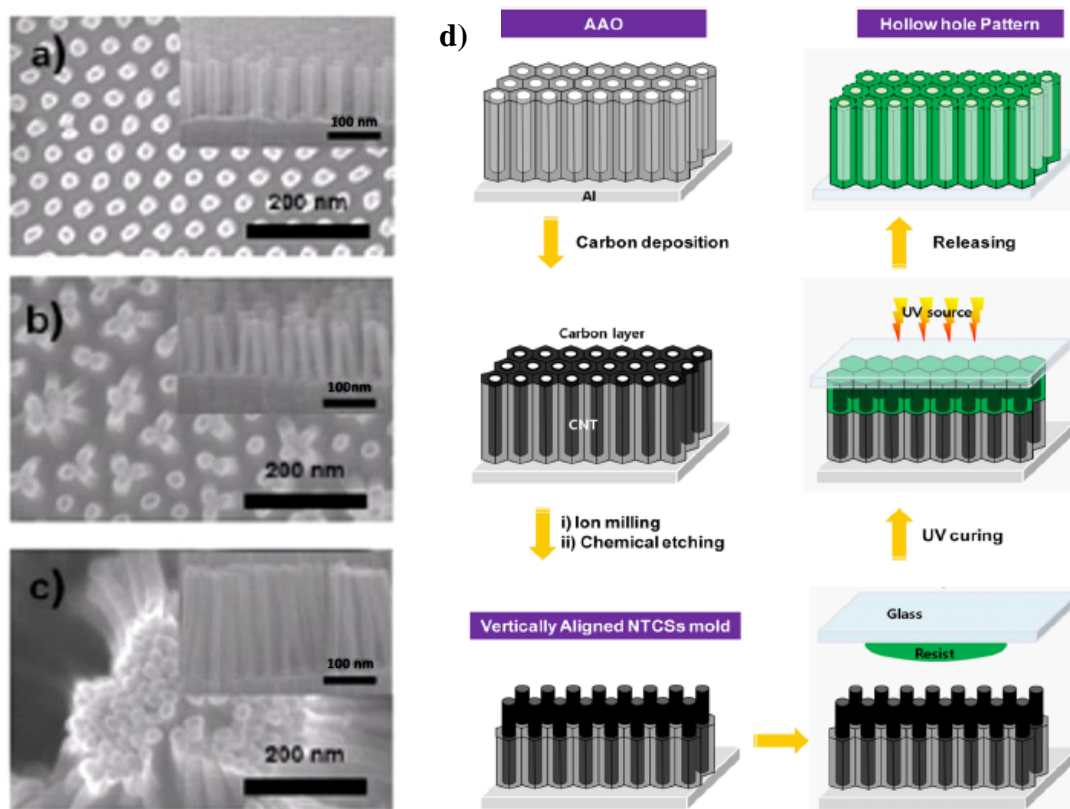 a)
100 nm
200 nm
b)
100nm
200 nm
c)
100 nm
200 nm
d)
AAO
Al
Carbon deposition
Carbon layer
CNT
i) Ion milling
ii) Chemical etching
Vertically Aligned NTCSs mold
Glass
Resist
UV curing
UV source
Releasing
Hollow hole Pattern